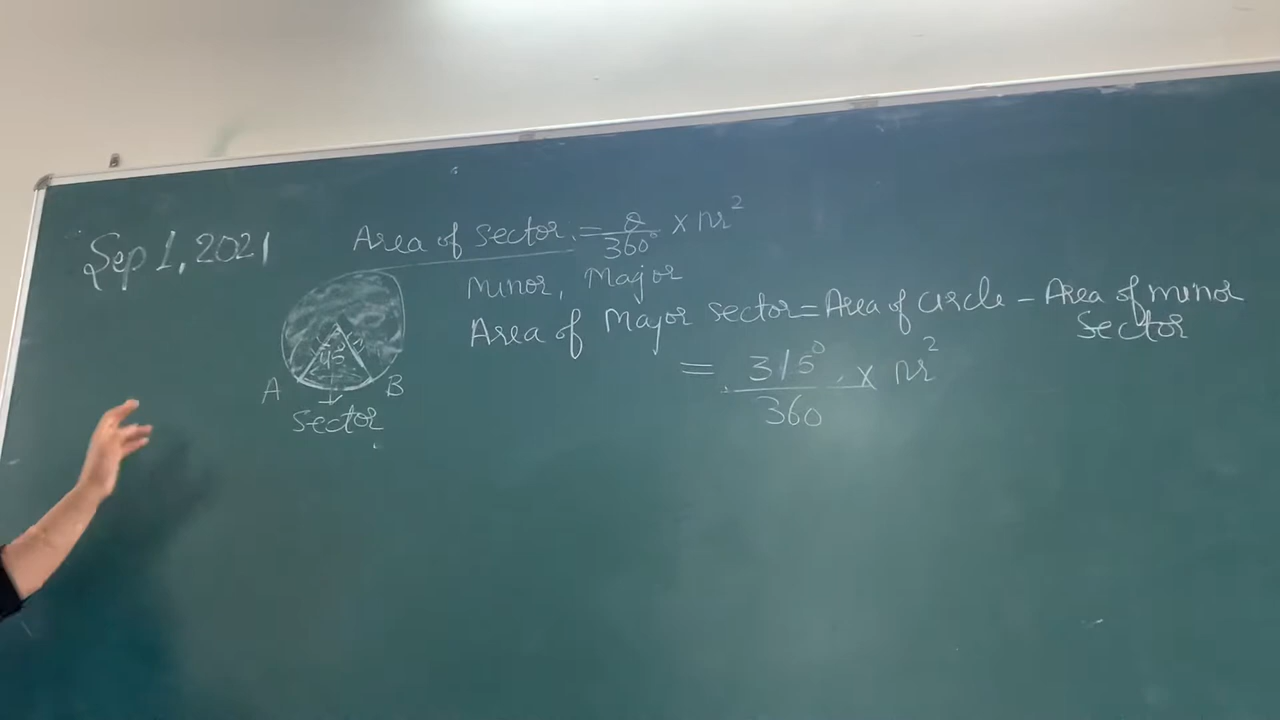 Sep 1, 2021
Area of sector = θ/360° x πr²
Minor, Major
Area of Major sector = Area of circle - Area of minor sector
= 315°/360 x πr²
45
A B
sector